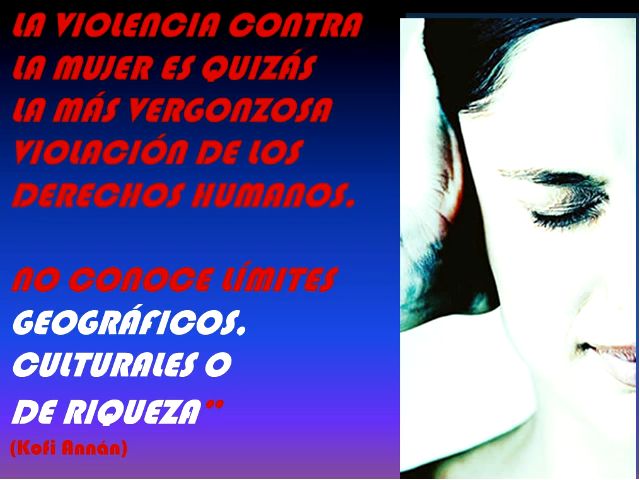 LA VIOLENCIA CONTRA
LA MUJER ES QUIZÁS
LA MÁS VERGONZOSA
VIOLACIÓN DE LOS
DERECHOS HUMANOS.
NO CONOCE LÍMITES
GEOGRÁFICOS,
CULTURALES O
DE RIQUEZA”
(Kofi Annán)